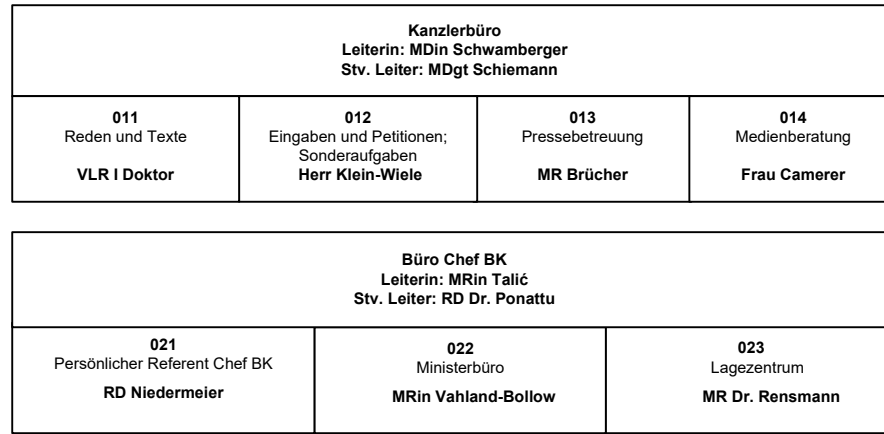 Kanzlerbüro
Leiterin: MDin Schwamberger
Stv. Leiter: MDgt Schiemann
011
Reden und Texte
VLR I Doktor
012
Eingaben und Petitionen;
Sonderaufgaben
Herr Klein-Wiele
013
Pressebetreuung
MR Brücher
014
Medienberatung
Frau Camerer
Büro Chef BK
Leiterin: MRin Talić
Stv. Leiter: RD Dr. Ponattu
021
Persönlicher Referent Chef BK
RD Niedermeier
022
Ministerbüro
MRin Vahland-Bollow
023
Lagezentrum
MR Dr. Rensmann